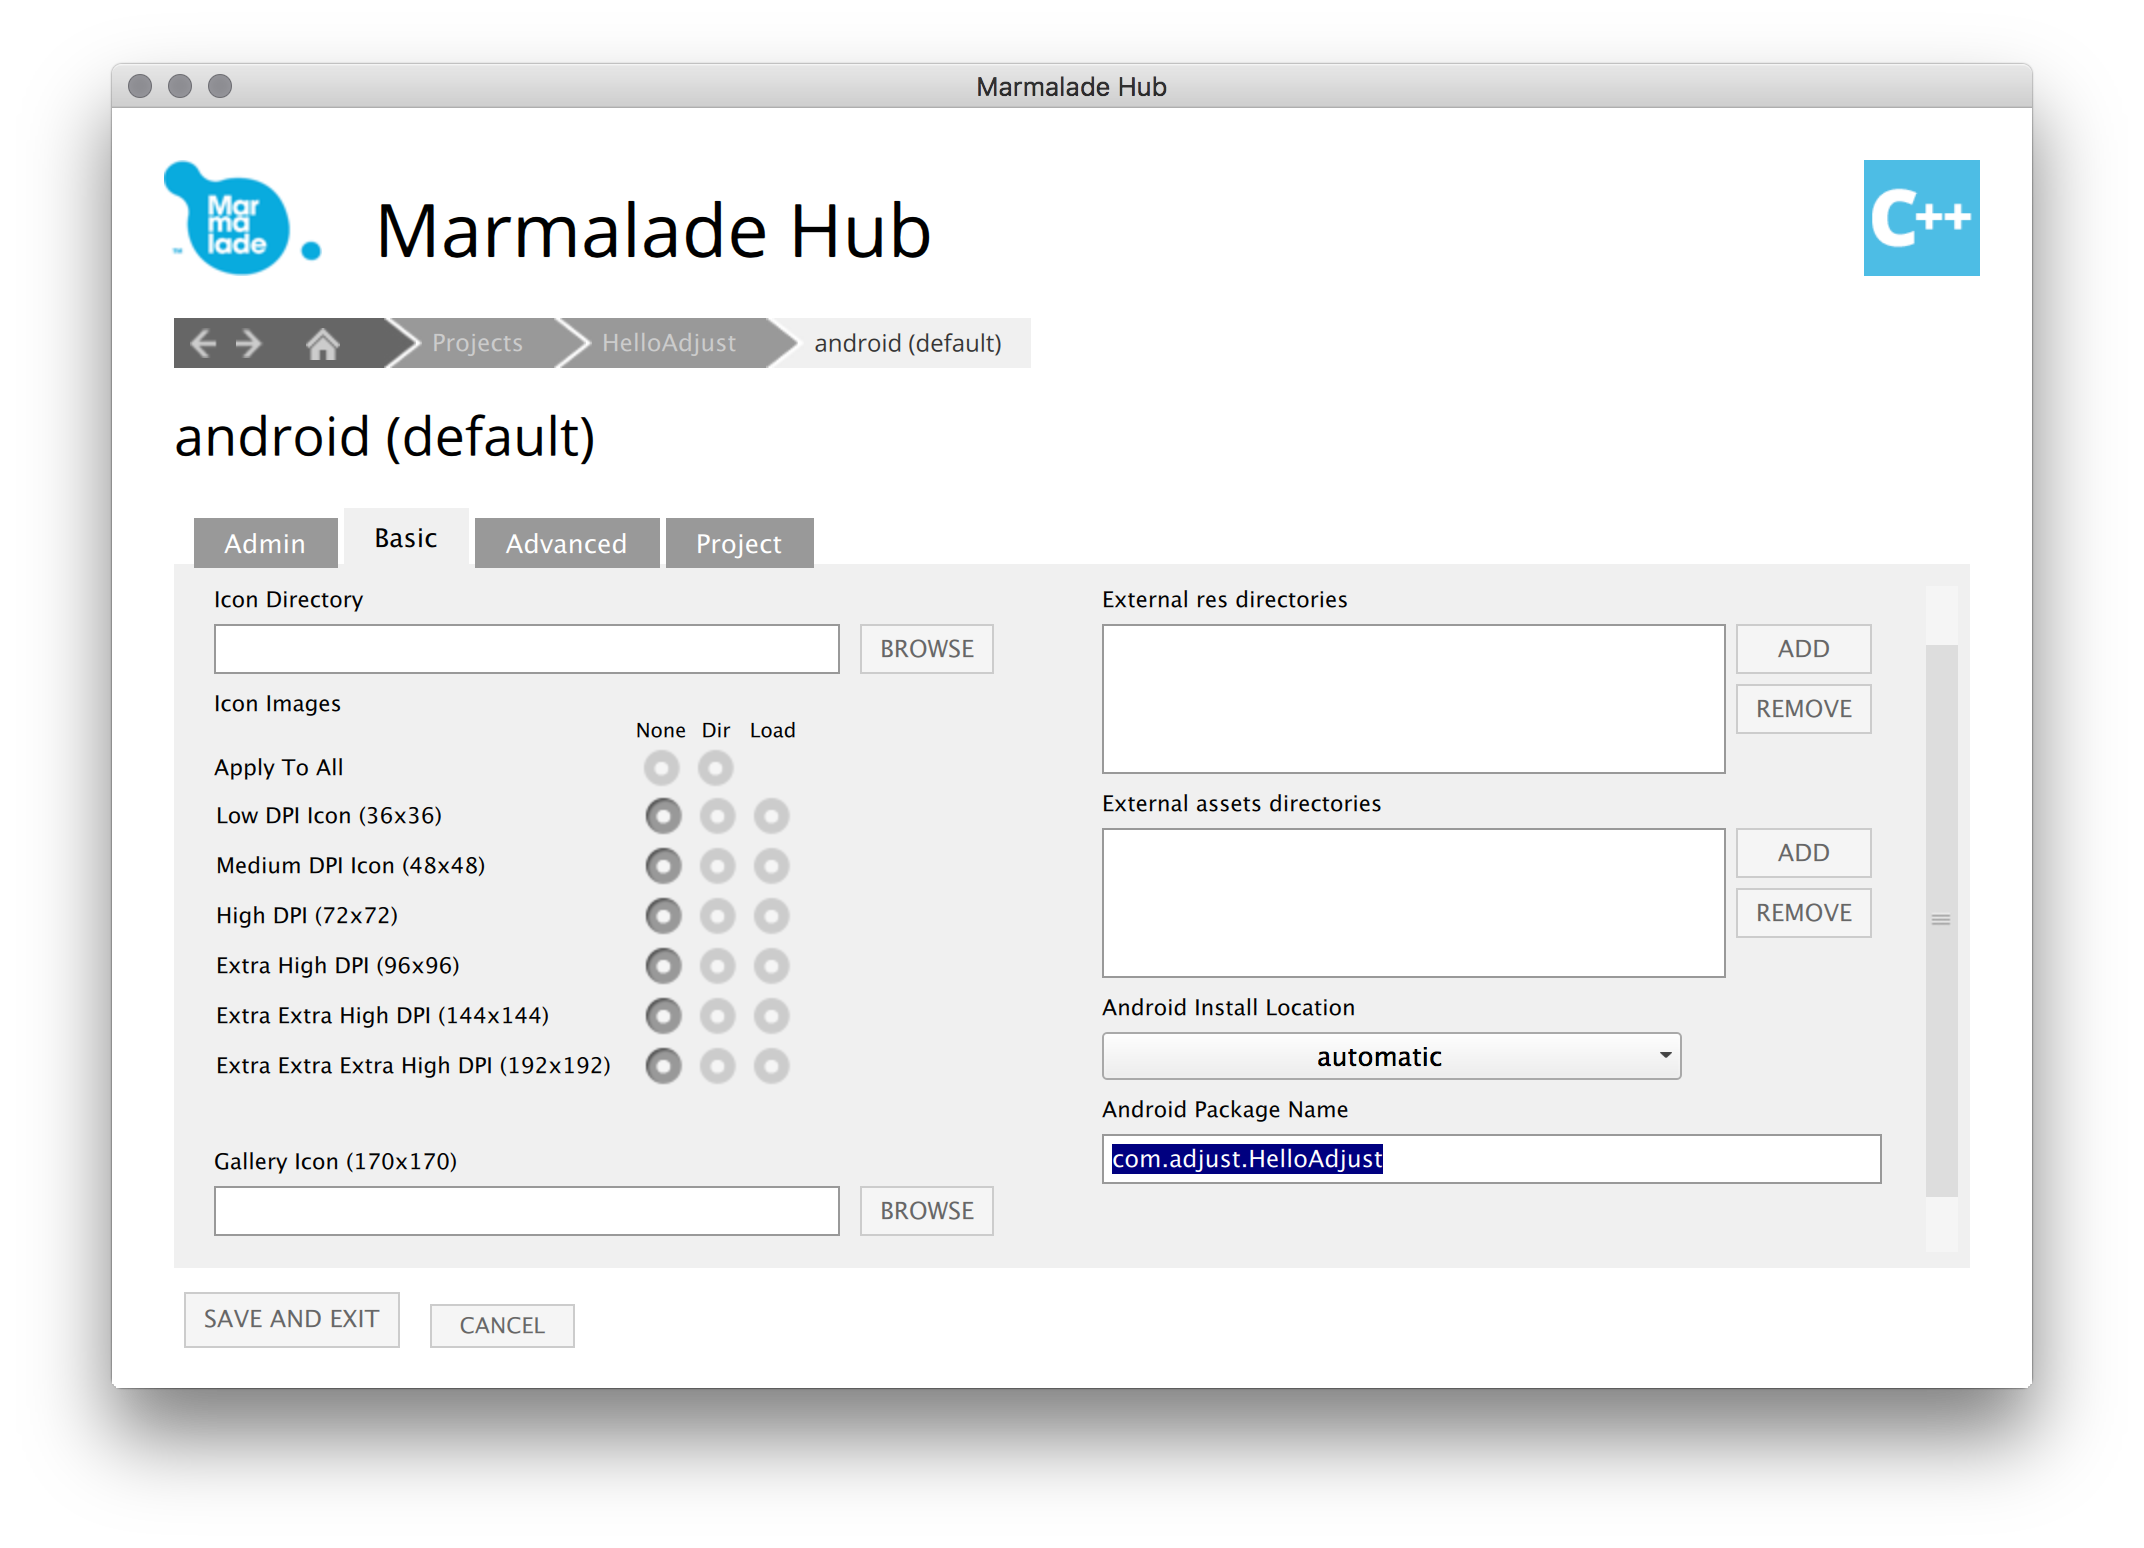 Marmalade Hub
Mar
ma
lade
™
Marmalade Hub
C++
Projects
HelloAdjust
android (default)
android (default)
Admin
Basic
Advanced
Project
Icon Directory
BROWSE
Icon Images
None Dir Load
Apply To All
Low DPI Icon (36x36)
Medium DPI Icon (48x48)
High DPI (72x72)
Extra High DPI (96x96)
Extra Extra High DPI (144x144)
Extra Extra Extra High DPI (192x192)
Gallery Icon (170x170)
BROWSE
External res directories
ADD
REMOVE
External assets directories
ADD
REMOVE
Android Install Location
automatic
Android Package Name
com.adjust.HelloAdjust
SAVE AND EXIT
CANCEL